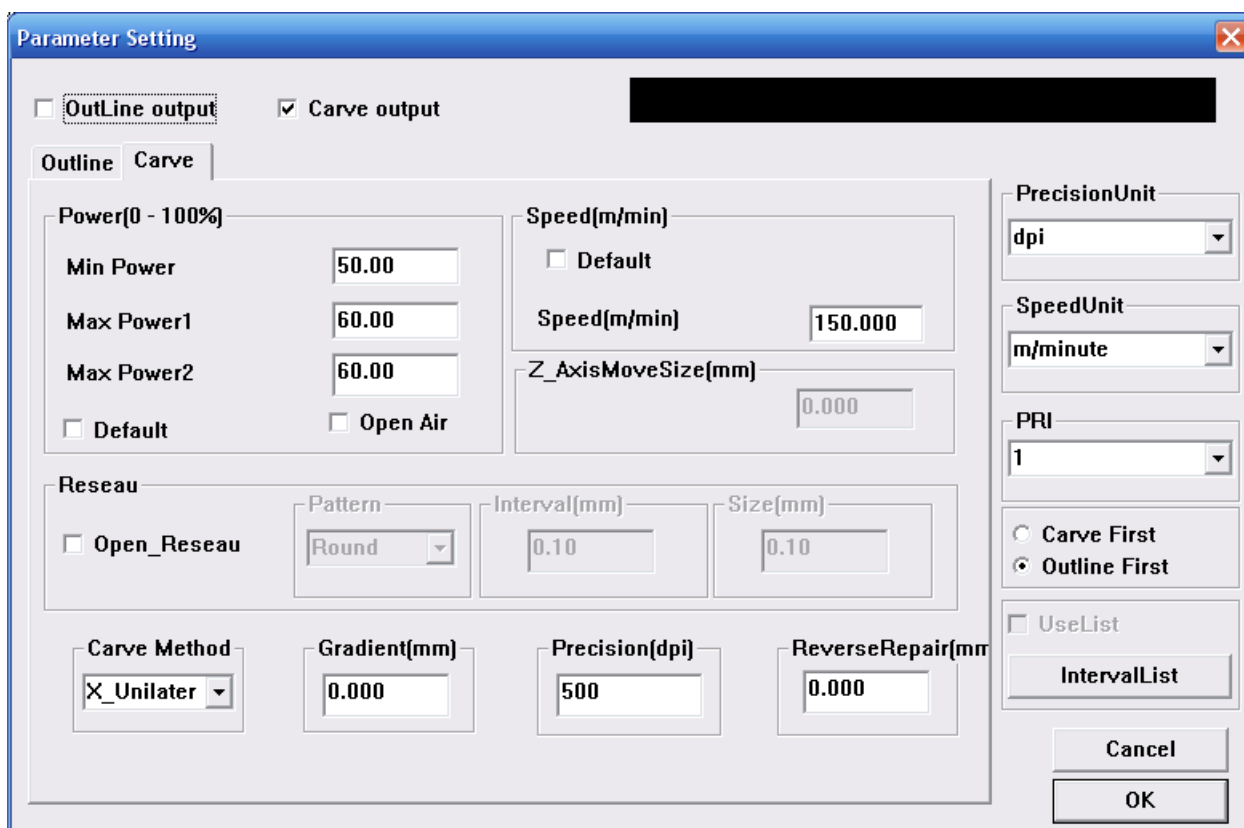 Parameter Setting
OutLine output
Carve output
Outline
Carve
Power(0 - 100%)
Min Power
50.00
Max Power1
60.00
Max Power2
60.00
Default
Open Air
Speed(m/min)
Default
Speed(m/min)
150.000
Z_AxisMoveSize(mm)
0.000
Reseau
Open_Reseau
Pattern
Round
Interval(mm)
0.10
Size(mm)
0.10
Carve Method
X_Unilater
Gradient(mm)
0.000
Precision(dpi)
500
ReverseRepair(mm
0.000
PrecisionUnit
dpi
SpeedUnit
m/minute
PRI
1
Carve First
Outline First
UseList
IntervalList
Cancel
OK